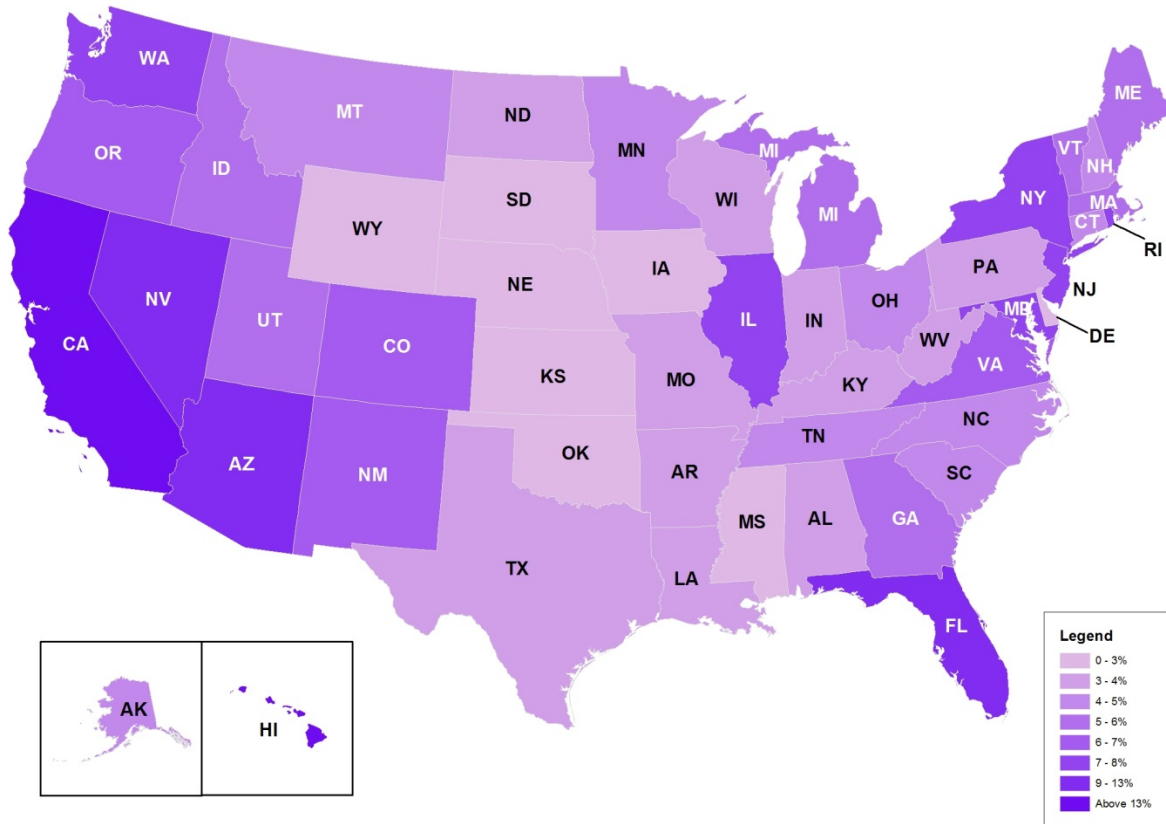 WA
MT
ND
MN
ME
OR
ID
MI
VT
NH
SD
WI
MI
NY
MA
WY
CT
RI
IA
PA
NE
NV
OH
NJ
UT
IL
IN
MD
CA
CO
DE
WV
VA
KS
MO
KY
NC
TN
AZ
OK
NM
AR
SC
MS
AL
GA
TX
LA
FL
AK
HI
Legend
0 - 3%
3 - 4%
4 - 5%
5 - 6%
6 - 7%
7 - 8%
9 - 13%
Above 13%